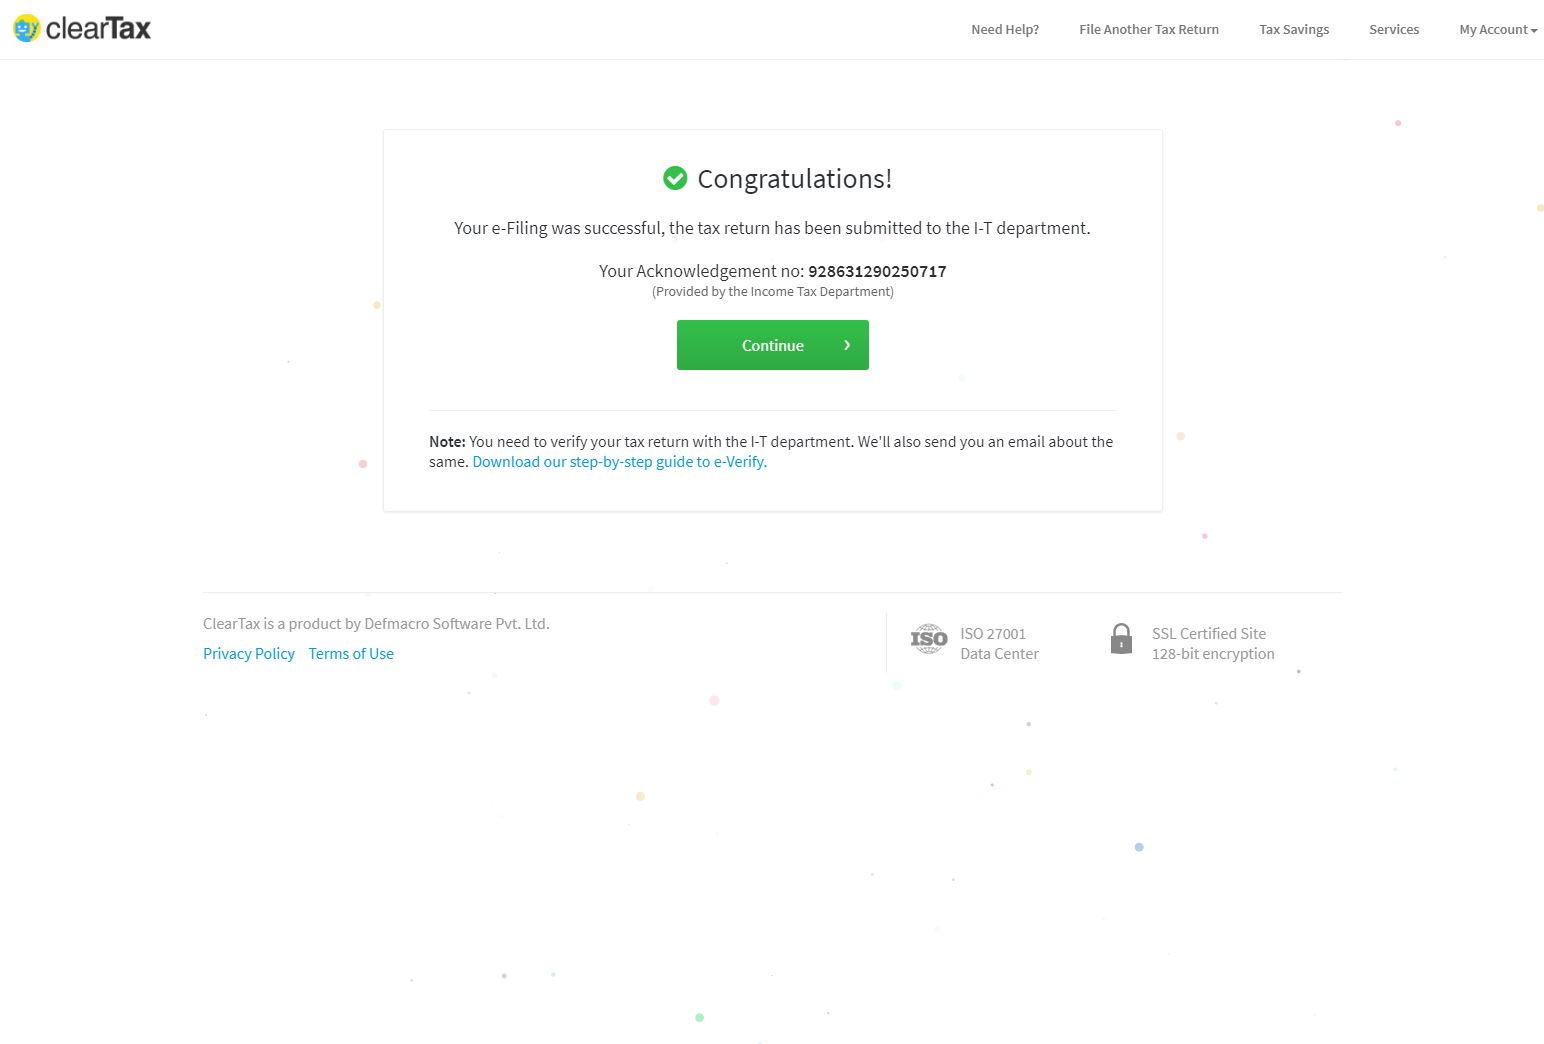 clearTax
Need Help? File Another Tax Return Tax Savings Services My Account
Congratulations!
Your e-Filing was successful, the tax return has been submitted to the I-T department.
Your Acknowledgement no: 928631290250717
(Provided by the Income Tax Department)
Continue
Note: You need to verify your tax return with the I-T department. We'll also send you an email about the
same. Download our step-by-step guide to e-Verify.
ClearTax is a product by Defmacro Software Pvt. Ltd.
Privacy Policy Terms of Use
ISO
ISO 27001
Data Center
SSL Certified Site
128-bit encryption